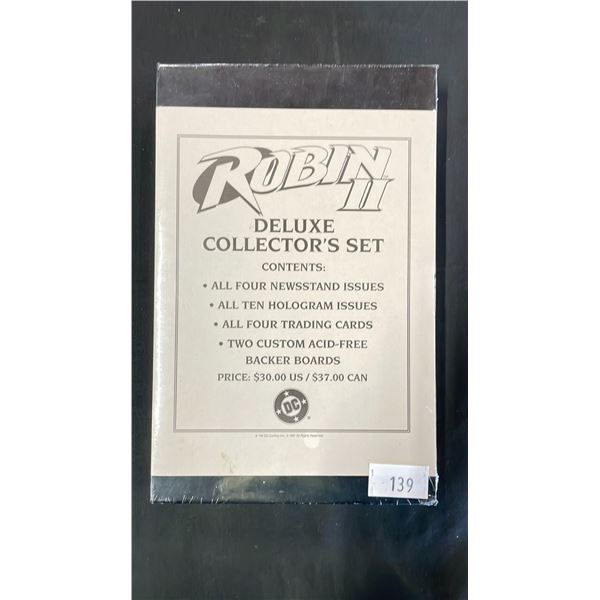 ROBIN II
DELUXE
COLLECTOR'S SET
CONTENTS:
• ALL FOUR NEWSSTAND ISSUES
• ALL TEN HOLOGRAM ISSUES
• ALL FOUR TRADING CARDS
• TWO CUSTOM ACID-FREE
BACKER BOARDS
PRICE: $30.00 US / $37.00 CAN
DC
139